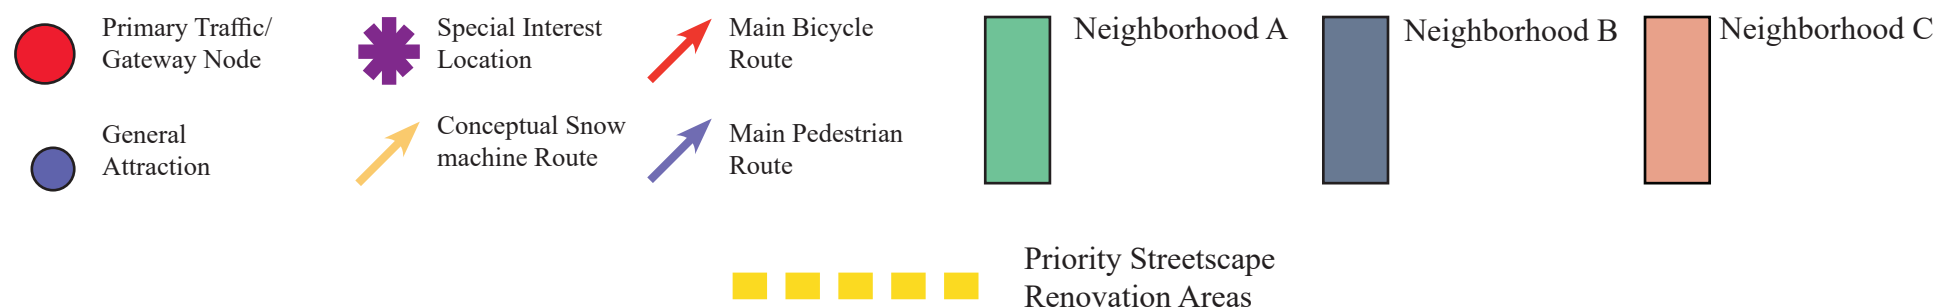 Primary Traffic/
Gateway Node
General
Attraction
Special Interest
Location
Conceptual Snow
machine Route
Main Bicycle
Route
Main Pedestrian
Route
Neighborhood A
Neighborhood B
Neighborhood C
Priority Streetscape
Renovation Areas